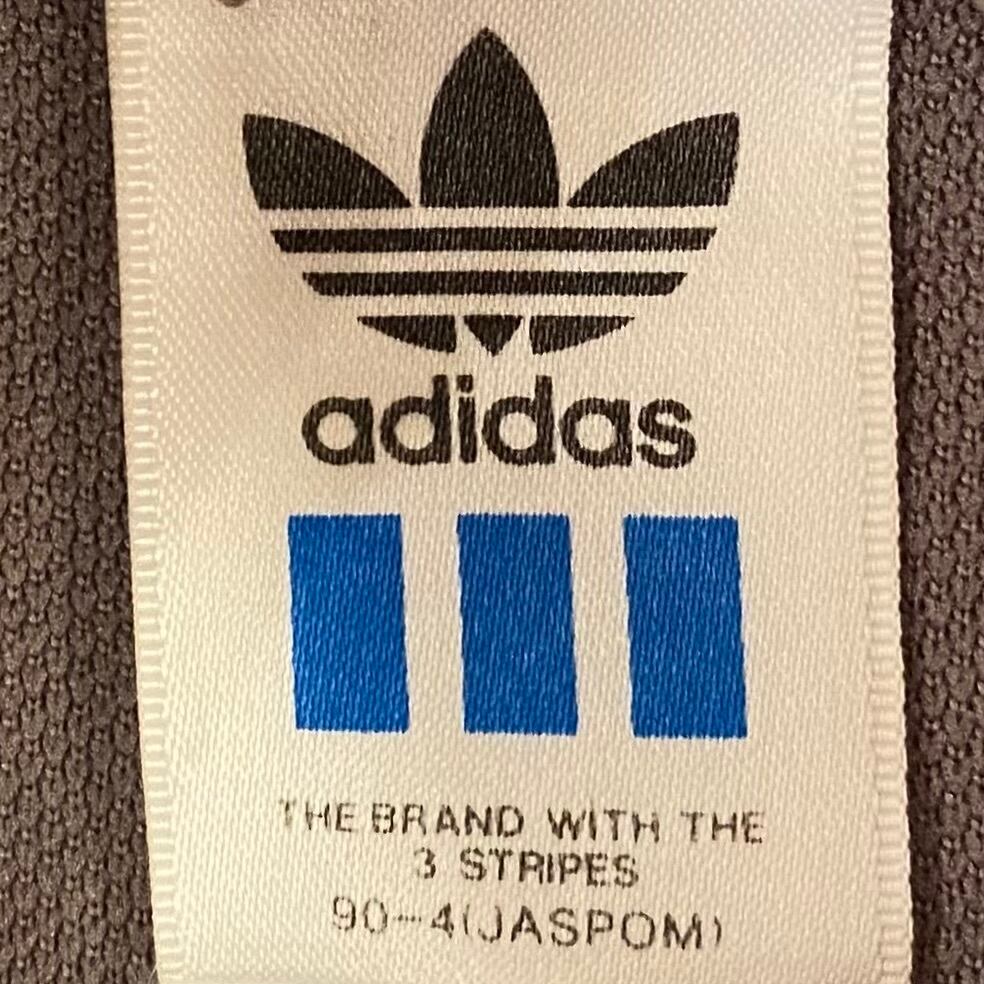 adidas
THE BRAND WITH THE
3 STRIPES
90-4(JASPOM)